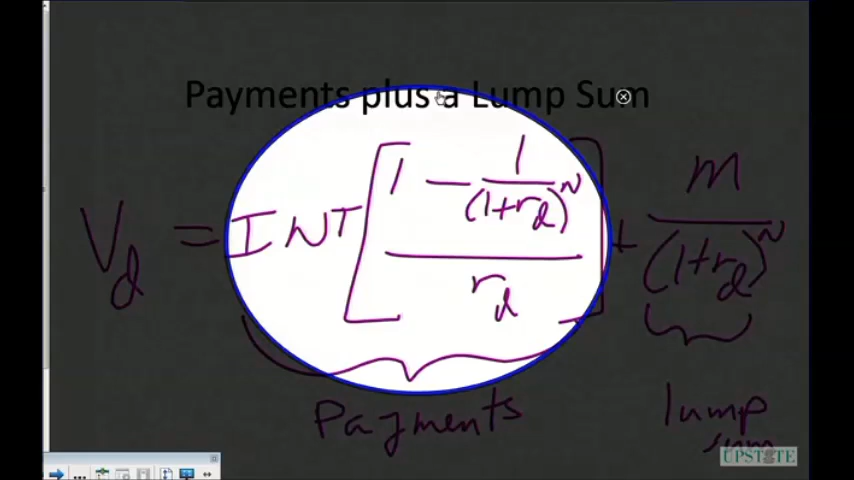 Payments plus a Lump Sum
V_d = INT [ (1 - 1/(1+r_d)^N) / r_d ] + m/(1+r_d)^N
Payments
lump
sum
UPSTATE